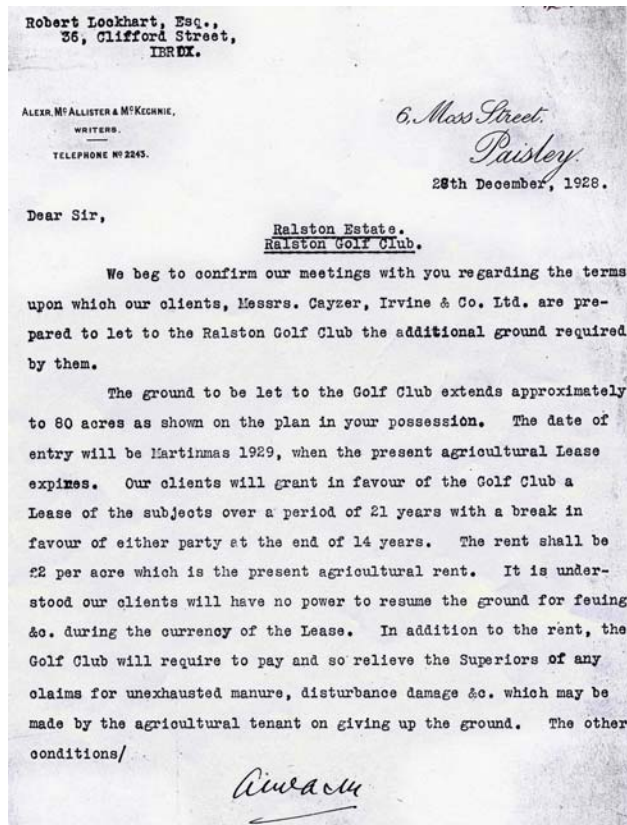 Robert Lockhart, Esq.,
36, Clifford Street,
IBROX.
ALEXR. McALLISTER & McKECHNIE,
WRITERS.
TELEPHONE No 2243.
6, Moss Street.
Paisley.
28th December, 1928.
Dear Sir,
Ralston Estate.
Ralston Golf Club.
We beg to confirm our meetings with you regarding the terms
upon which our clients, Messrs. Cayzer, Irvine & Co. Ltd. are pre-
pared to let to the Ralston Golf Club the additional ground required
by them.
The ground to be let to the Golf Club extends approximately
to 80 acres as shown on the plan in your possession. The date of
entry will be Martinmas 1929, when the present agricultural Lease
expires. Our clients will grant in favour of the Golf Club a
Lease of the subjects over a period of 21 years with a break in
favour of either party at the end of 14 years. The rent shall be
£2 per acre which is the present agricultural rent. It is under-
stood our clients will have no power to resume the ground for feuing
&c. during the currency of the Lease. In addition to the rent, the
Golf Club will require to pay and so relieve the Superiors of any
claims for unexhausted manure, disturbance damage &c. which may be
made by the agricultural tenant on giving up the ground. The other
conditions/